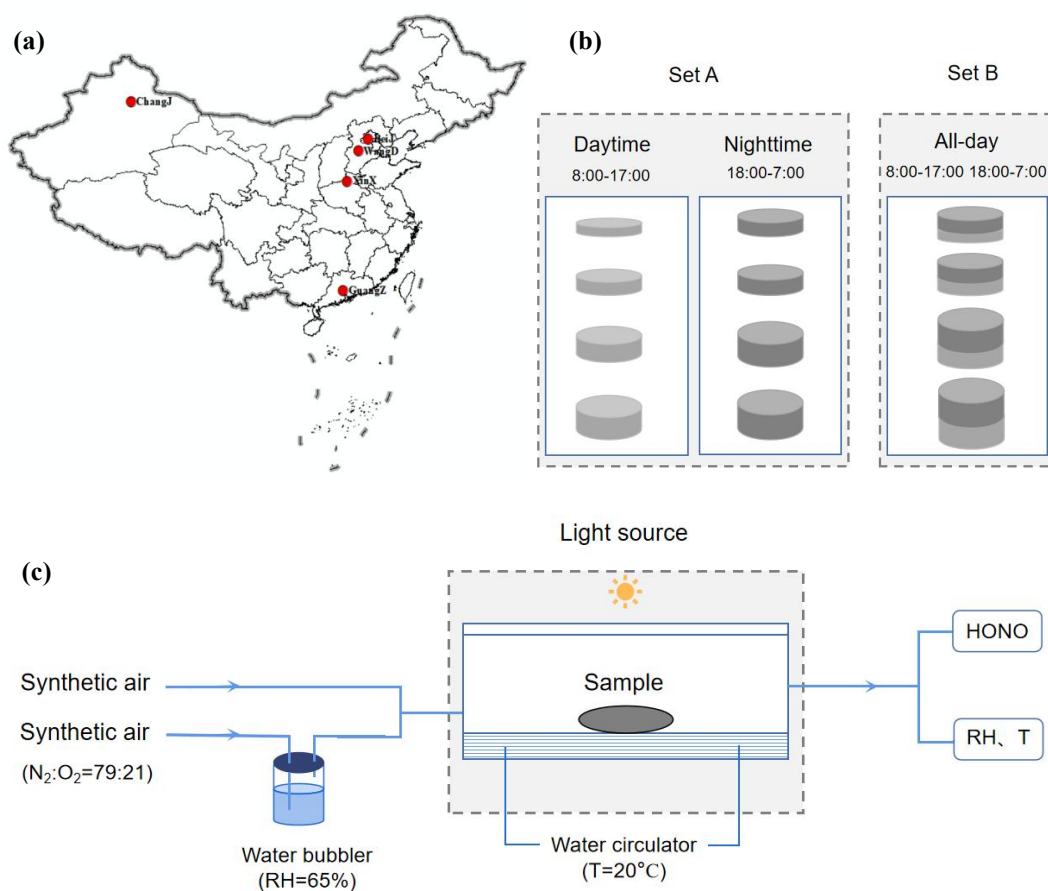 (a)
ChangJ
BeiJ
WangD
XinX
GuangZ
(b)
Set A
Set B
Daytime
8:00-17:00
Nighttime
18:00-7:00
All-day
8:00-17:00 18:00-7:00
(c)
Light source
Synthetic air
Synthetic air
(N₂:O₂=79:21)
Water bubbler
(RH=65%)
Sample
Water circulator
(T=20°C)
HONO
RH、T